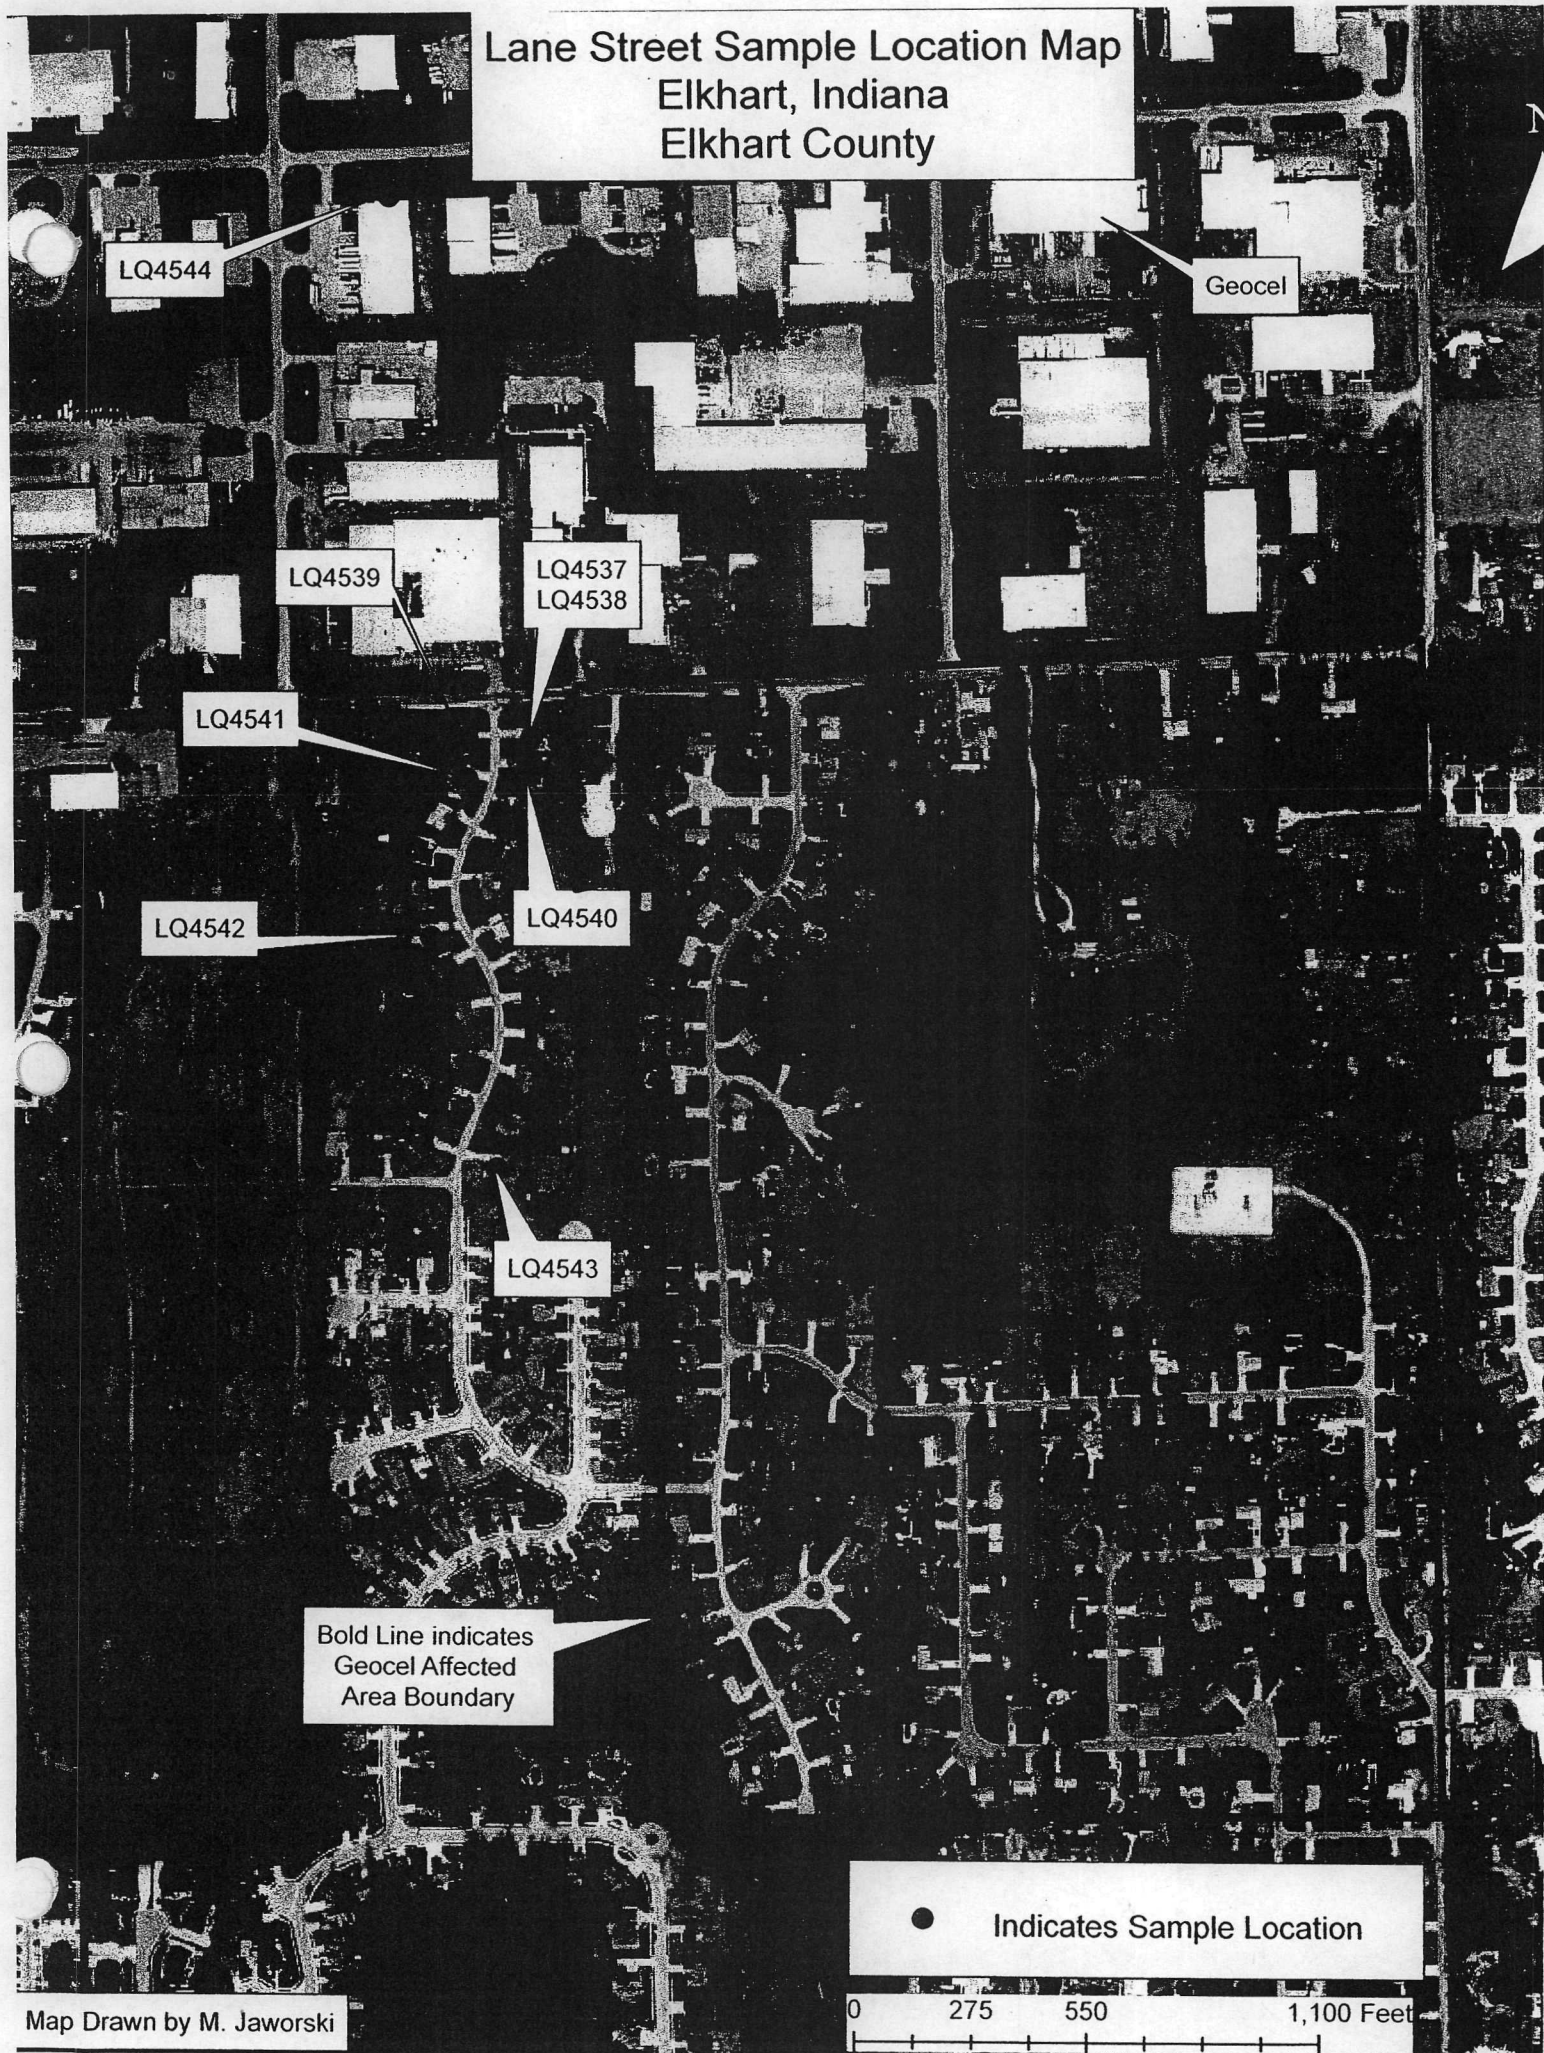 Lane Street Sample Location Map
Elkhart, Indiana
Elkhart County
N
LQ4544
Geocel
LQ4539
LQ4537
LQ4538
LQ4541
LQ4542
LQ4540
LQ4543
Bold Line indicates
Geocel Affected
Area Boundary
Indicates Sample Location
Map Drawn by M. Jaworski
0 275 550 1,100 Feet